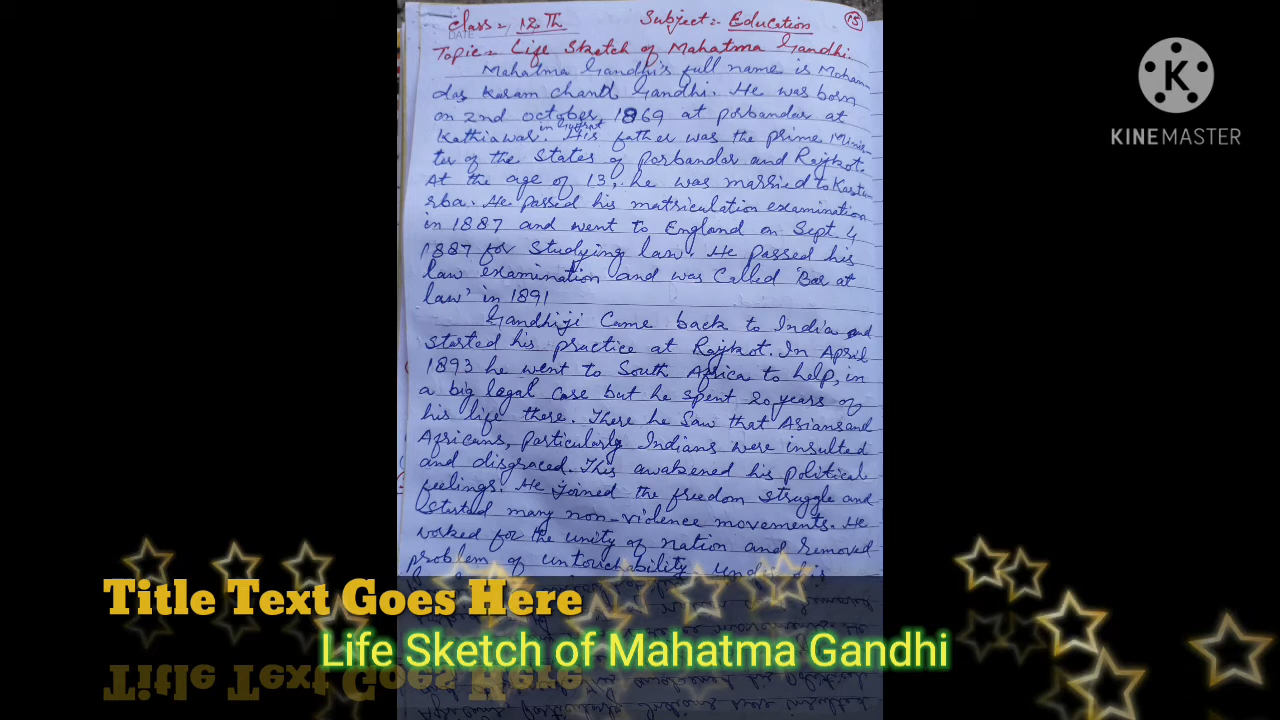 Class:- 12 Th Subject:- Education 15
DATE
Topic:- Life Sketch of Mahatma Gandhi.
Mahatma Gandhi's full name is Mohan
das Karam chand Gandhi. He was born
on 2nd october, 1869 at porbandar at
Kathiawar. in Gujrat His father was the prime Minis-
ter of the states of porbandar and Rajkot.
At the age of 13, he was married to Kastu-
rba. He passed his matriculation examination
in 1887 and went to England on Sept 4
1887 for studying law. He passed his
law examination and was Called 'Bar at
law' in 1891
Gandhiji Came back to India and
started his practice at Rajkot. In April
1893 he went to South Africa to help, in
a big legal case but he spent 20 years of
his life there. There he saw that Asians and
Africans, particularly Indians were insulted
and disgraced. This awakened his political
feelings. He joined the freedom struggle and
started many non-violence movements. He
worked for the unity of nation and removed
problem of untouchability under his
Title Text Goes Here
Life Sketch of Mahatma Gandhi
K
KINEMASTER